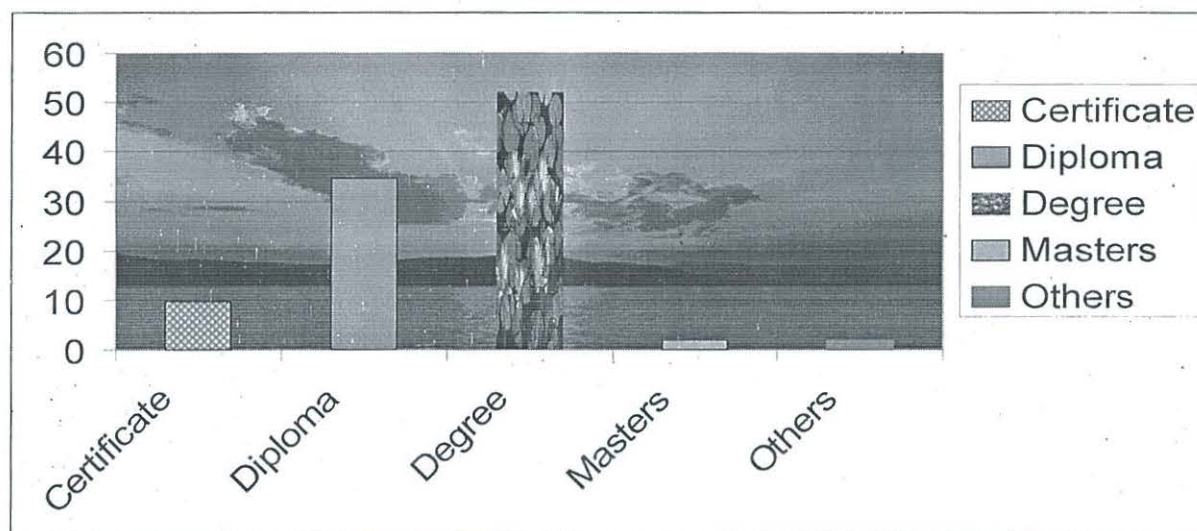 60
50
40
30
20
10
0
Certificate
Diploma
Degree
Masters
Others
Certificate
Diploma
Degree
Masters
Others